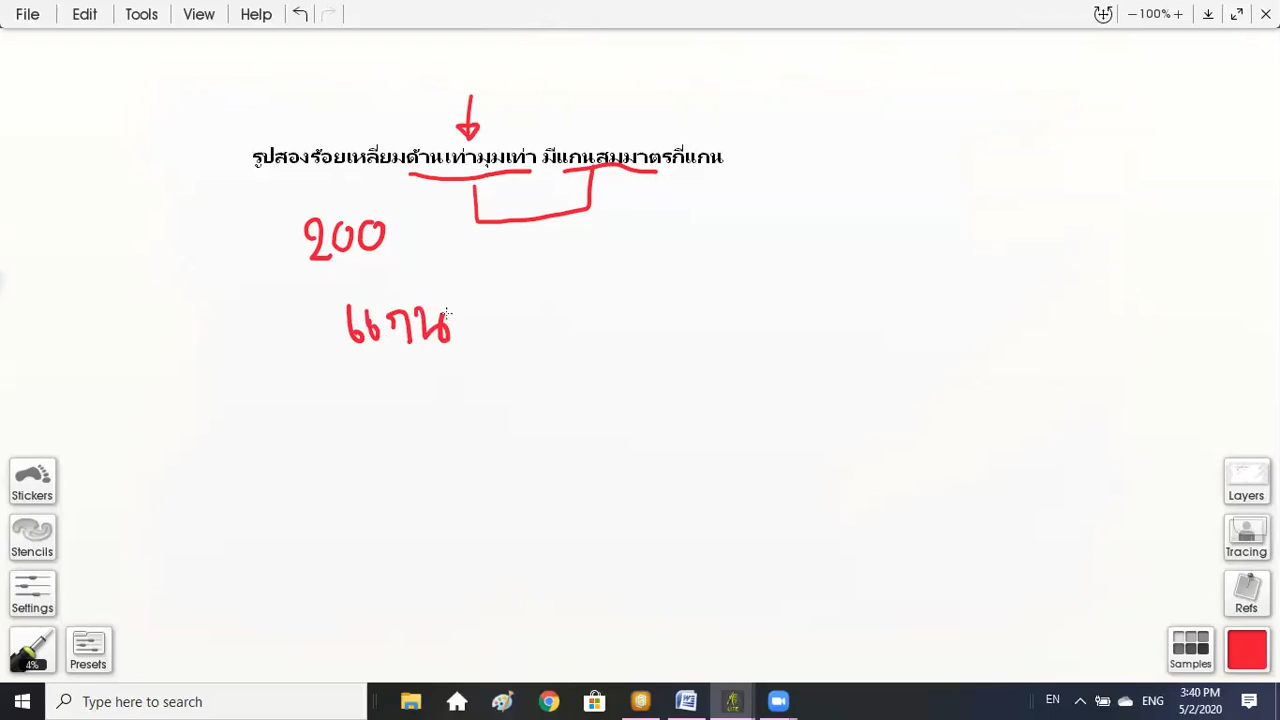 File Edit Tools View Help −100%+
รูปสองร้อยเหลี่ยมด้านเท่ามุมเท่า มีแกนสมมาตรกี่แกน
200
แกน
Stickers
Stencils
Settings
4%
Presets
Layers
Tracing
Refs
Samples
Type here to search
EN
ENG
3:40 PM
5/2/2020